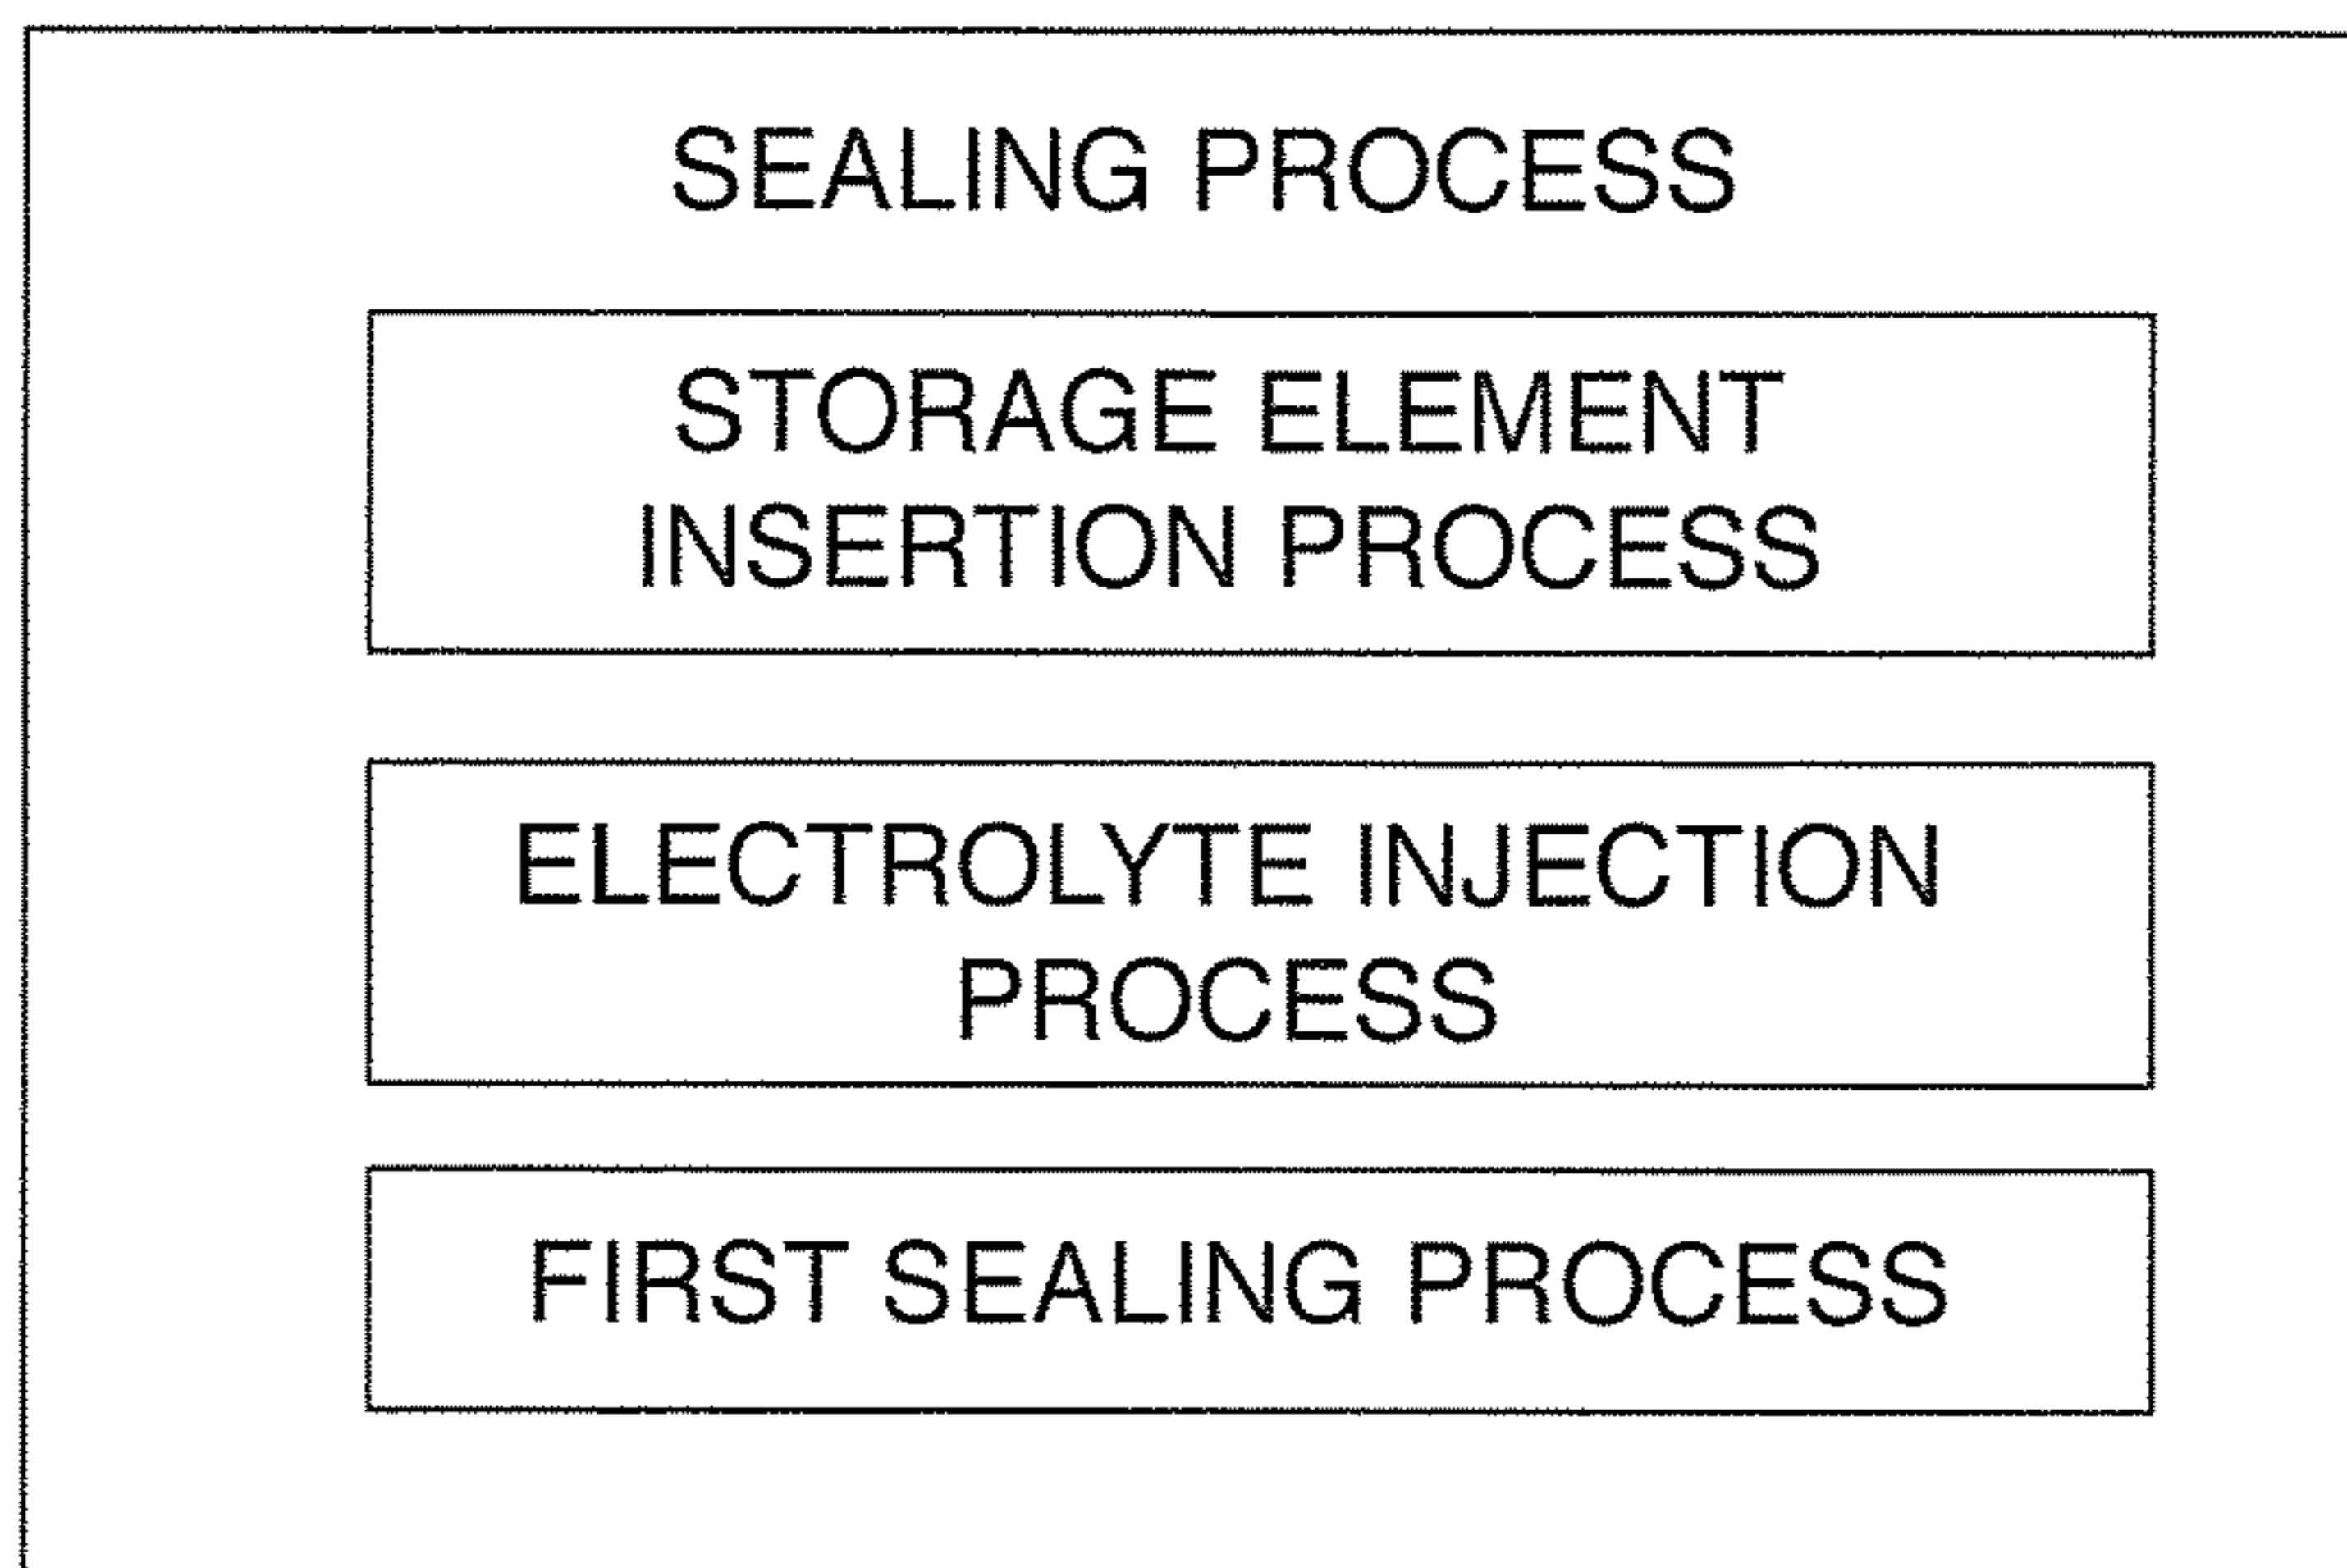 SEALING PROCESS
STORAGE ELEMENT
INSERTION PROCESS
ELECTROLYTE INJECTION
PROCESS
FIRST SEALING PROCESS